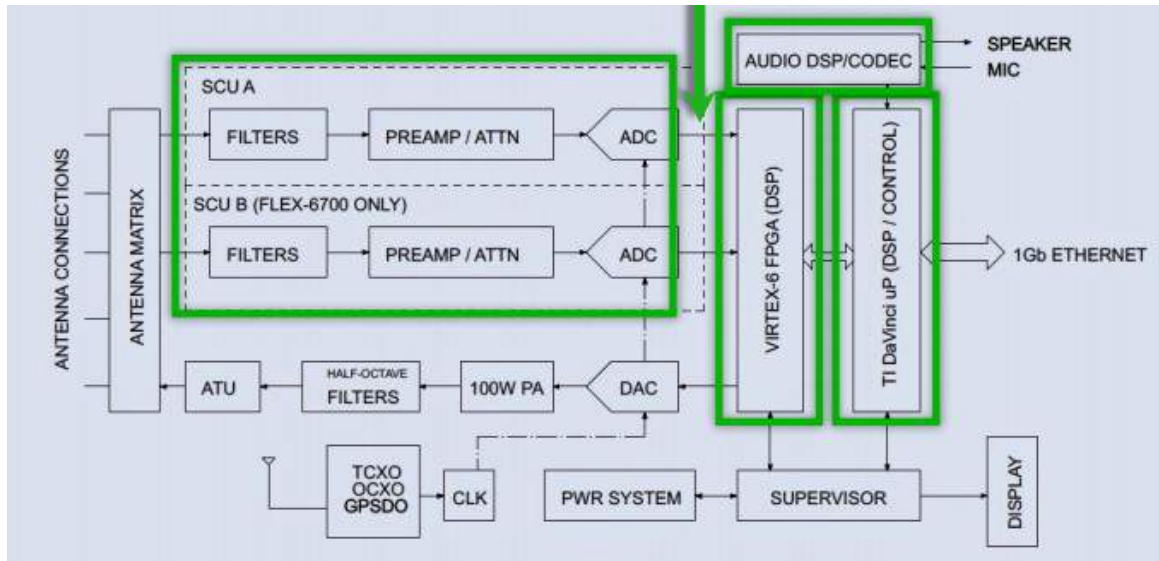 AUDIO DSP/CODEC
SPEAKER
MIC
SCU A
FILTERS
PREAMP / ATTN
ADC
SCU B (FLEX-6700 ONLY)
FILTERS
PREAMP / ATTN
ADC
ANTENNA CONNECTIONS
ANTENNA MATRIX
VIRTEX-6 FPGA (DSP)
TI DaVinci uP (DSP / CONTROL)
1Gb ETHERNET
ATU
HALF-OCTAVE
FILTERS
100W PA
DAC
TCXO
OCXO
GPSDO
CLK
PWR SYSTEM
SUPERVISOR
DISPLAY